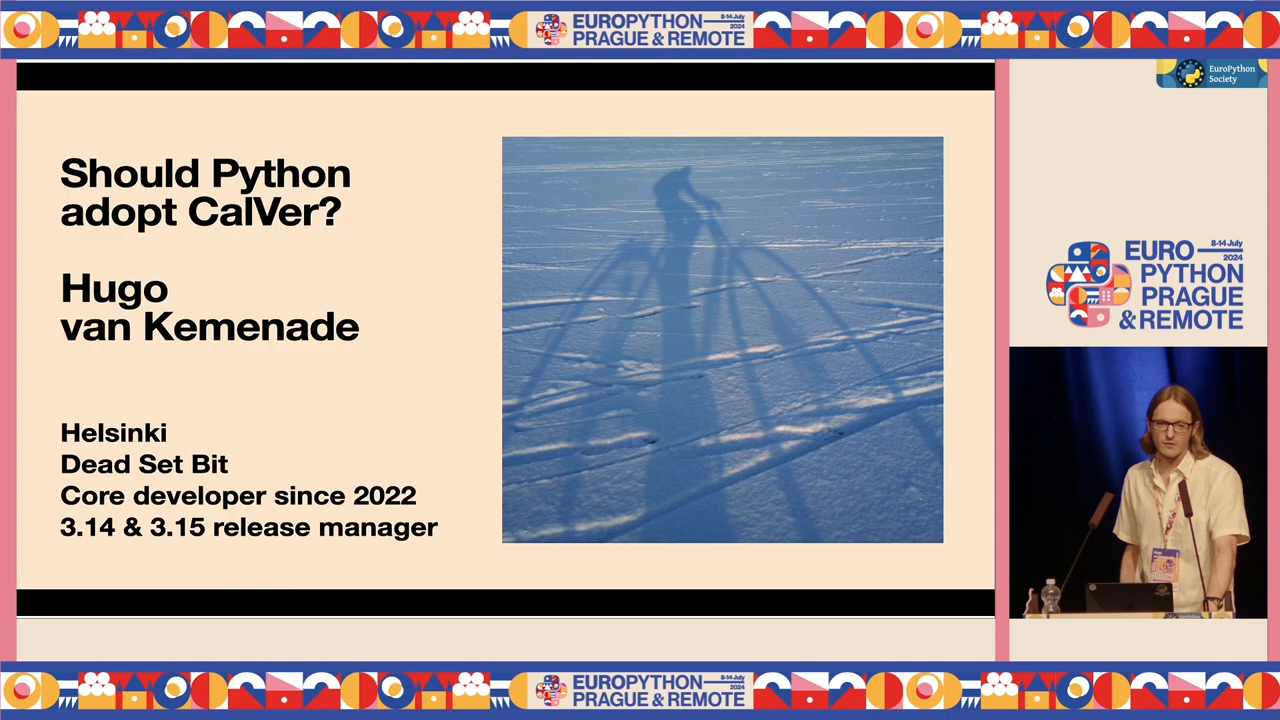 EUROPYTHON 8-14 July
2024
PRAGUE & REMOTE
EuroPython
Society
Should Python
adopt CalVer?
Hugo
van Kemenade
Helsinki
Dead Set Bit
Core developer since 2022
3.14 & 3.15 release manager
EURO 8-14 July
2024
PYTHON
PRAGUE
& REMOTE
EUROPYTHON 8-14 July
2024
PRAGUE & REMOTE